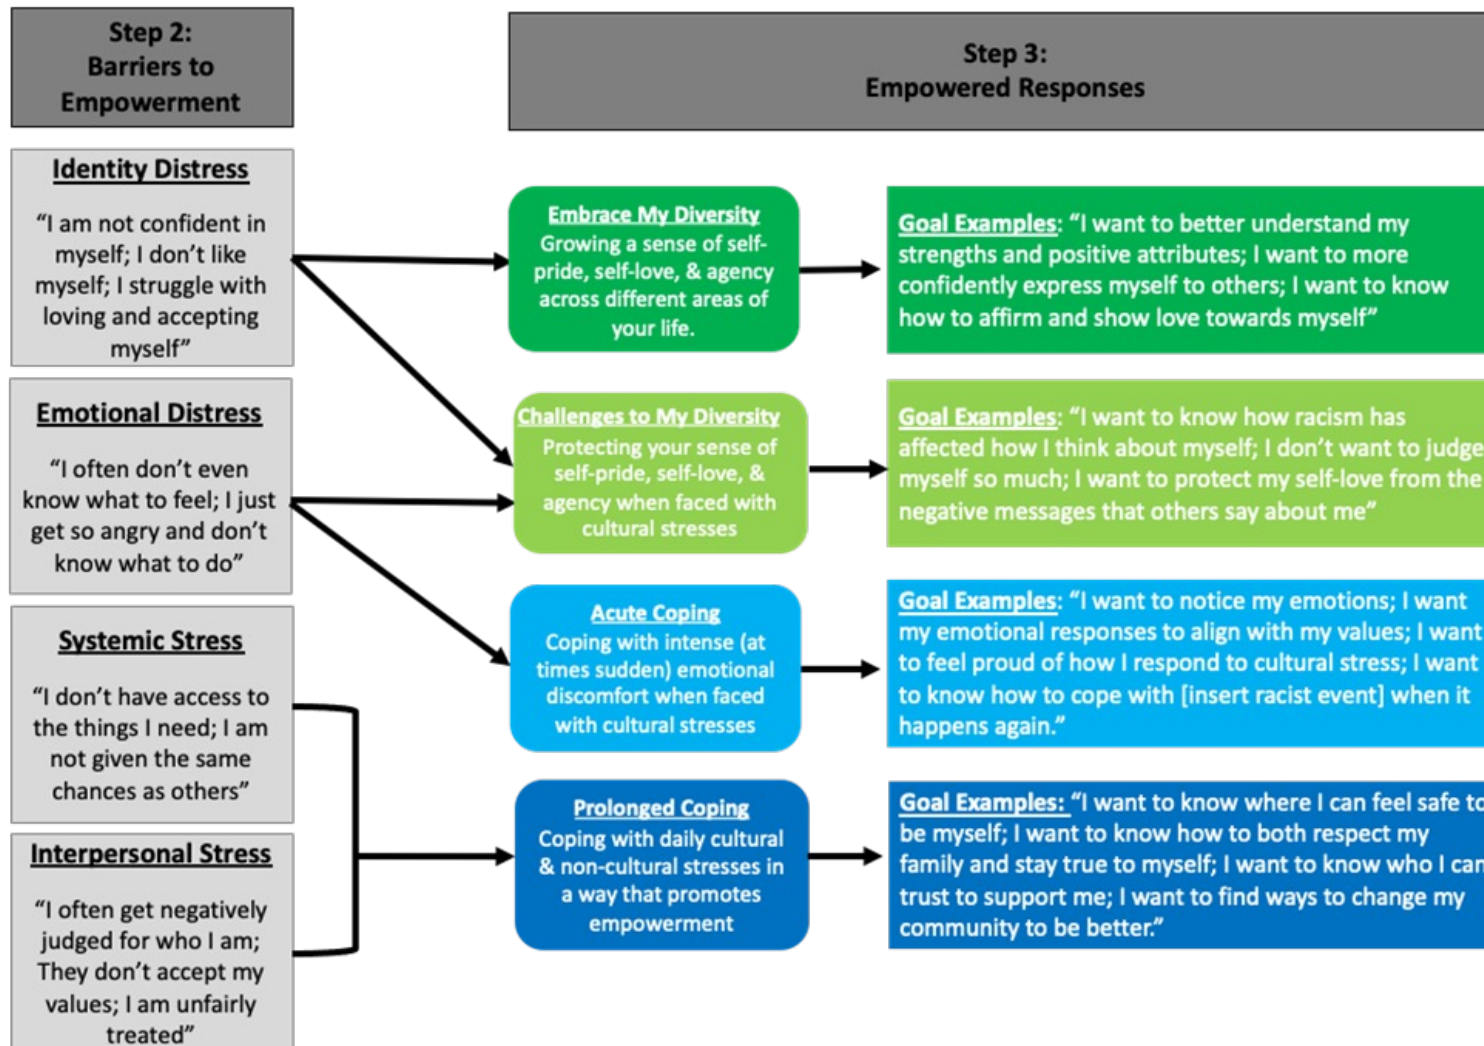 Step 2:
Barriers to
Empowerment
Step 3:
Empowered Responses
Identity Distress
“I am not confident in
myself; I don’t like
myself; I struggle with
loving and accepting
myself”
Emotional Distress
“I often don’t even
know what to feel; I just
get so angry and don’t
know what to do”
Systemic Stress
“I don’t have access to
the things I need; I am
not given the same
chances as others”
Interpersonal Stress
“I often get negatively
judged for who I am;
They don’t accept my
values; I am unfairly
treated”
Embrace My Diversity
Growing a sense of self-
pride, self-love, & agency
across different areas of
your life.
Goal Examples: “I want to better understand my
strengths and positive attributes; I want to more
confidently express myself to others; I want to know
how to affirm and show love towards myself”
Challenges to My Diversity
Protecting your sense of
self-pride, self-love, &
agency when faced with
cultural stresses
Goal Examples: “I want to know how racism has
affected how I think about myself; I don’t want to judge
myself so much; I want to protect my self-love from the
negative messages that others say about me”
Acute Coping
Coping with intense (at
times sudden) emotional
discomfort when faced
with cultural stresses
Goal Examples: “I want to notice my emotions; I want
my emotional responses to align with my values; I want
to feel proud of how I respond to cultural stress; I want
to know how to cope with [insert racist event] when it
happens again.”
Prolonged Coping
Coping with daily cultural
& non-cultural stresses in
a way that promotes
empowerment
Goal Examples: “I want to know where I can feel safe to
be myself; I want to know how to both respect my
family and stay true to myself; I want to know who I can
trust to support me; I want to find ways to change my
community to be better.”